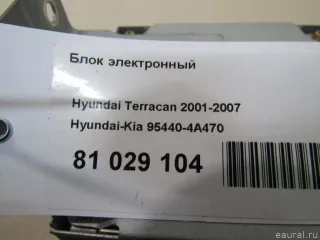 Блок электронный
Hyundai Terracan 2001-2007
Hyundai-Kia 95440-4A470
81 029 104
eaural.ru